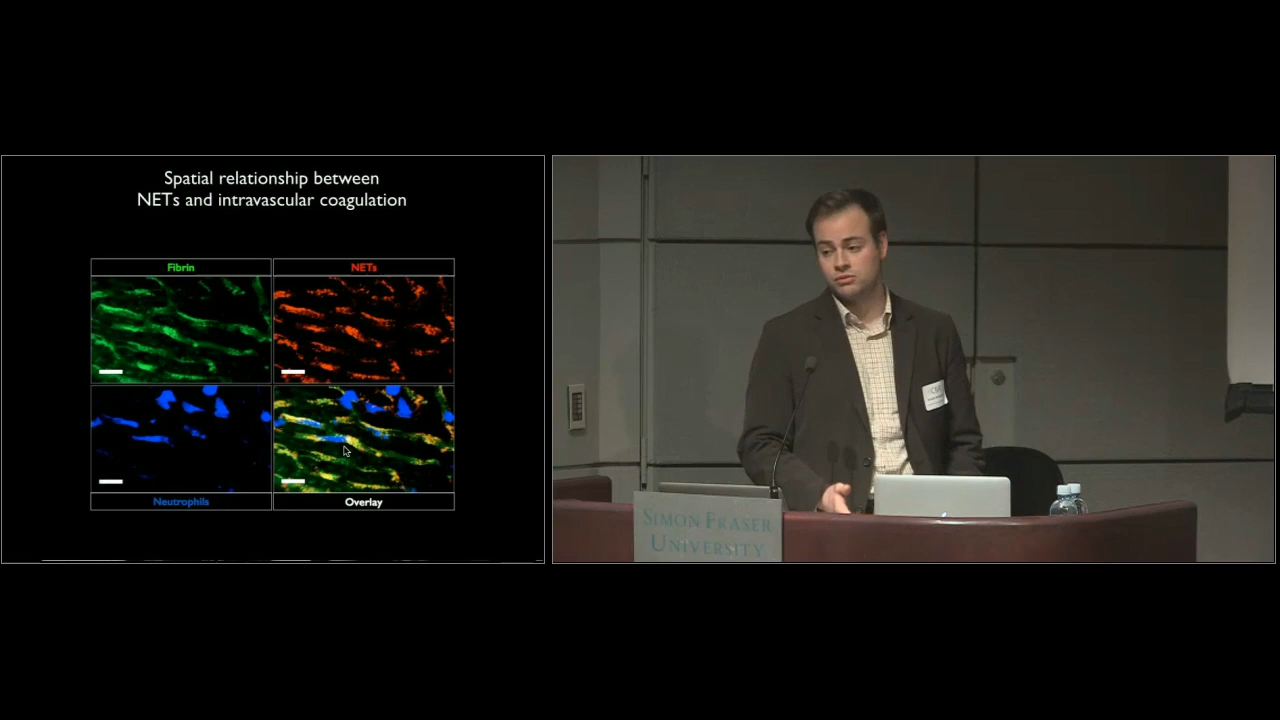 Spatial relationship between
NETs and intravascular coagulation
Fibrin
NETs
Neutrophils
Overlay
SIMON FRASER
UNIVERSITY